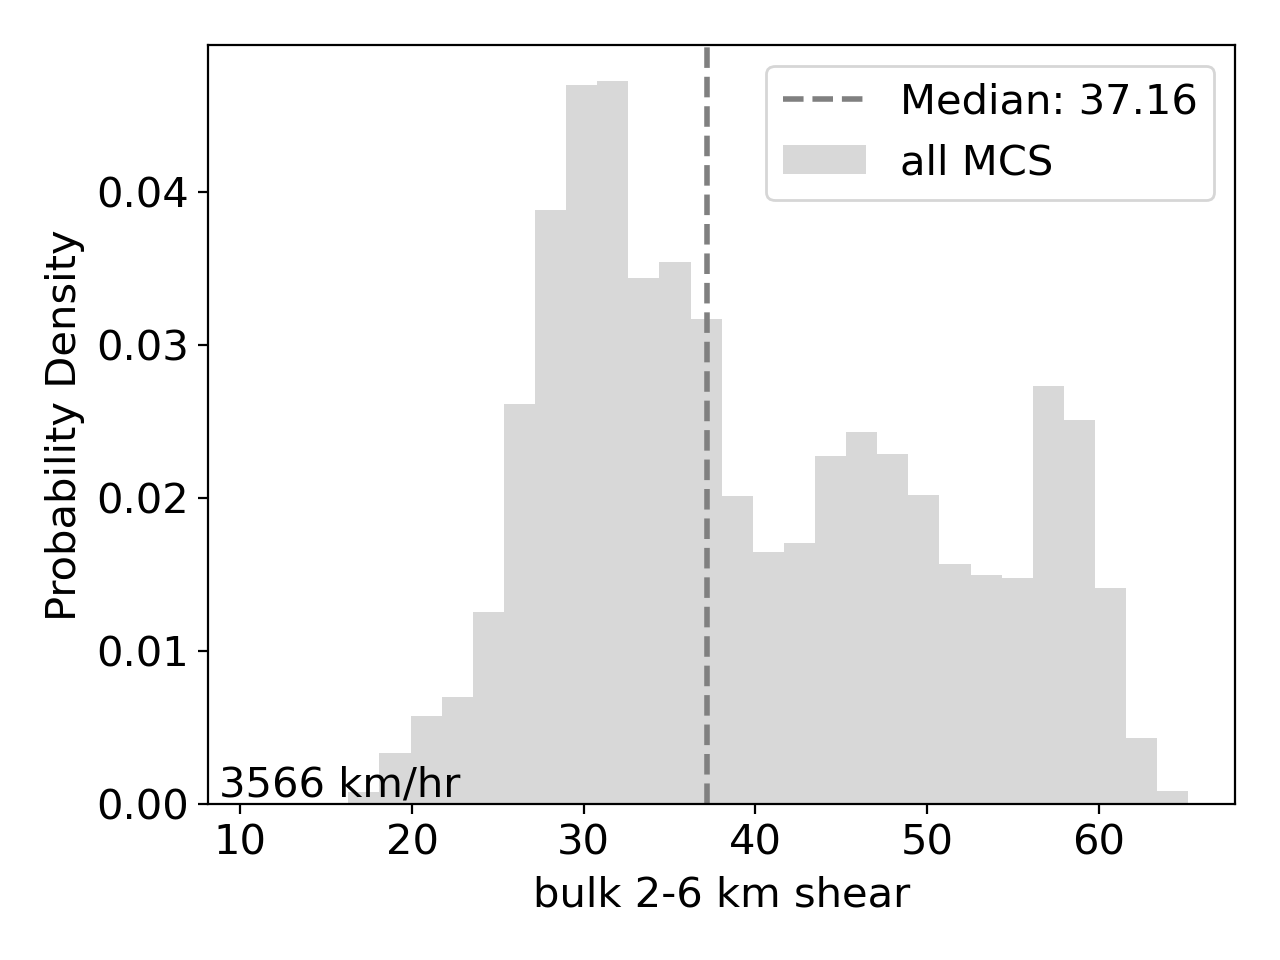 Median: 37.16
all MCS
Probability Density
0.04
0.03
0.02
0.01
0.00
3566 km/hr
10 20 30 40 50 60
bulk 2-6 km shear